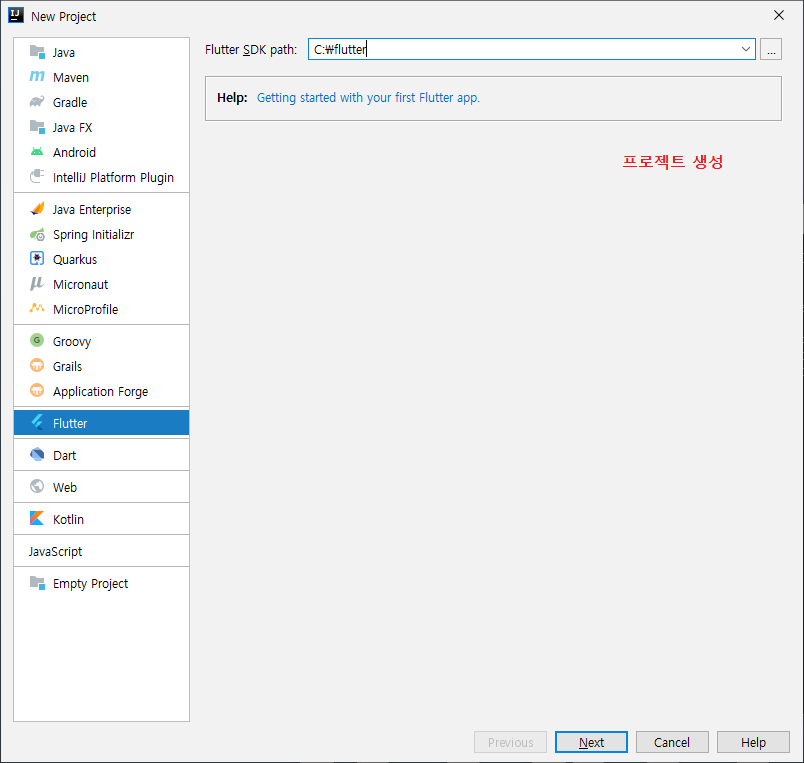 New Project
Java
Maven
Gradle
Java FX
Android
IntelliJ Platform Plugin
Java Enterprise
Spring Initializr
Quarkus
Micronaut
MicroProfile
Groovy
Grails
Application Forge
Flutter
Dart
Web
Kotlin
JavaScript
Empty Project
Flutter SDK path: C:₩flutter ...
Help: Getting started with your first Flutter app.
프로젝트 생성
Previous Next Cancel Help